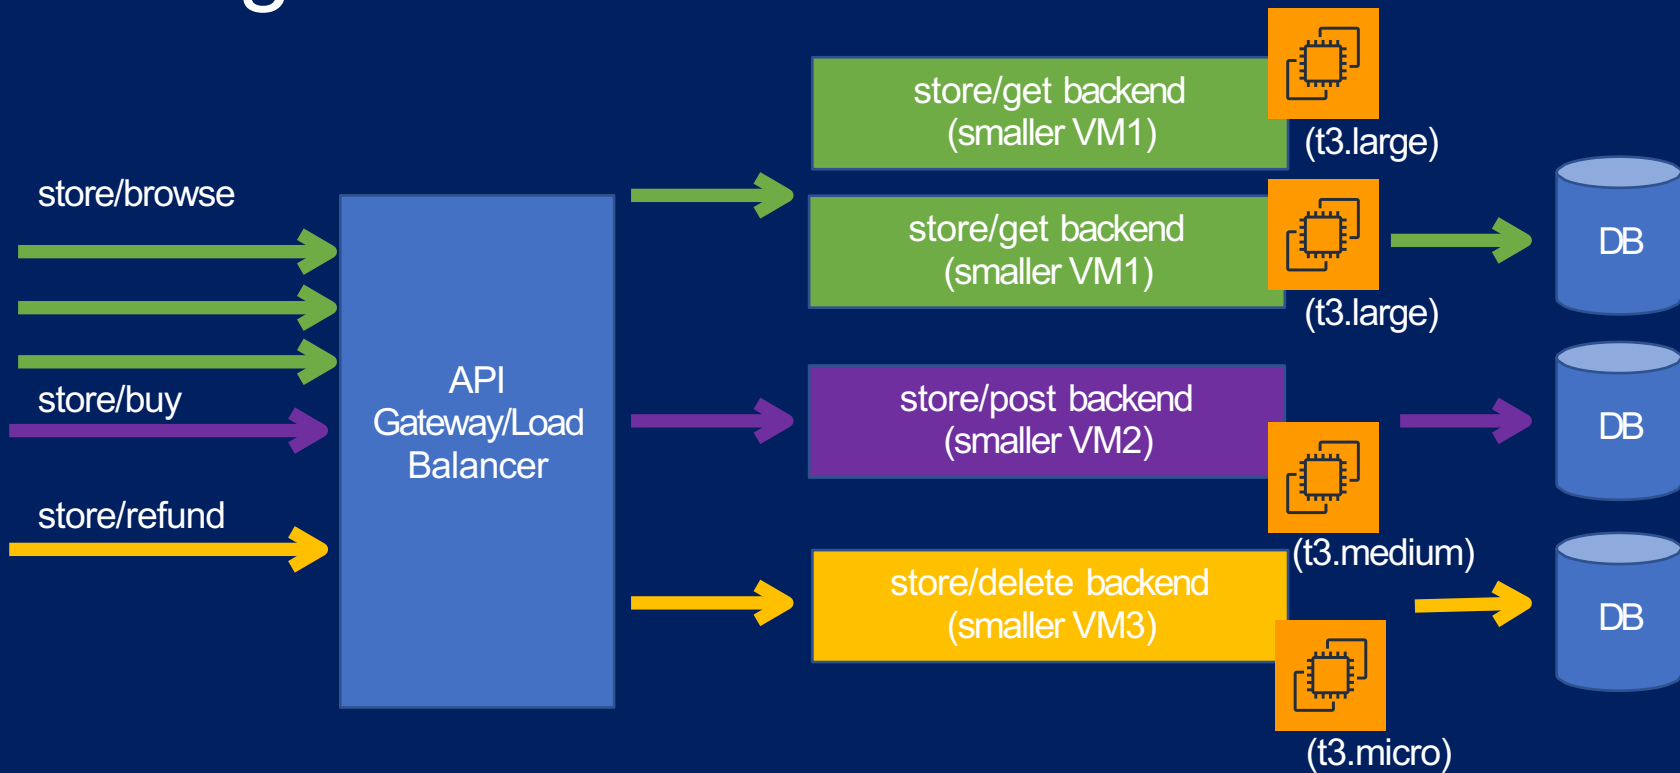 store/browse
store/buy
store/refund
API
Gateway/Load
Balancer
store/get backend
(smaller VM1)
(t3.large)
store/get backend
(smaller VM1)
(t3.large)
store/post backend
(smaller VM2)
(t3.medium)
store/delete backend
(smaller VM3)
(t3.micro)
DB
DB
DB